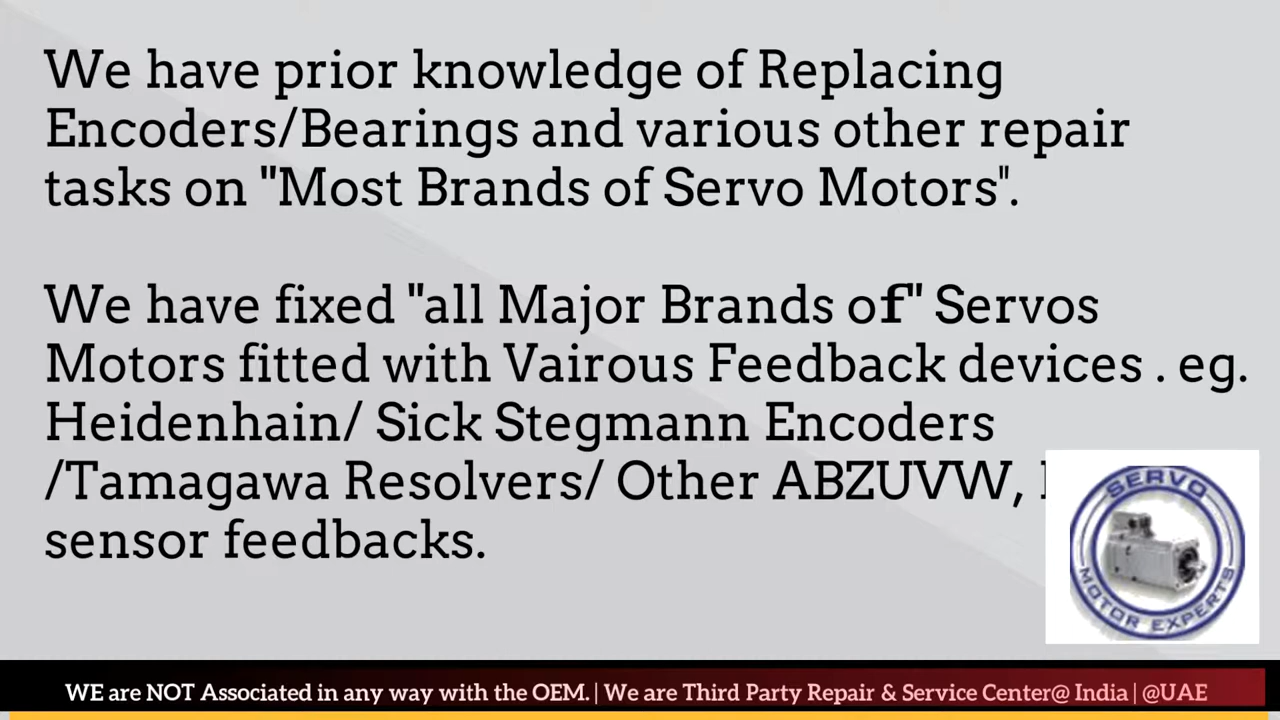 We have prior knowledge of Replacing
Encoders/Bearings and various other repair
tasks on "Most Brands of Servo Motors".
We have fixed "all Major Brands of" Servos
Motors fitted with Vairous Feedback devices . eg.
Heidenhain/ Sick Stegmann Encoders
/Tamagawa Resolvers/ Other ABZUVW,
sensor feedbacks.
SERVO
MOTOR EXPERTS
WE are NOT Associated in any way with the OEM. | We are Third Party Repair & Service Center@ India | @UAE